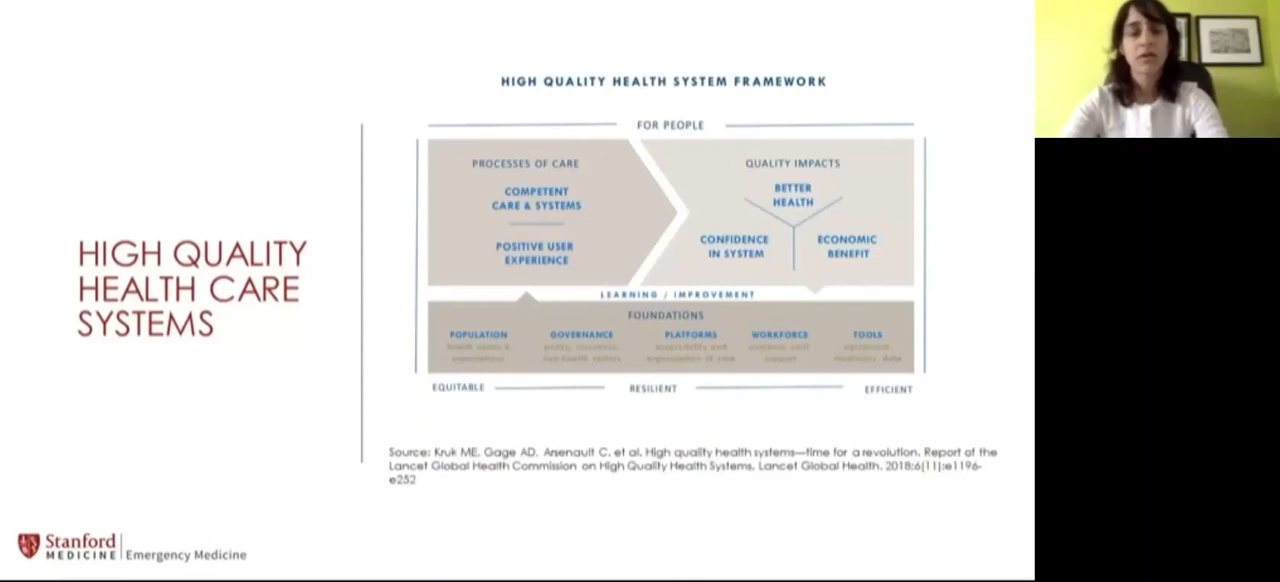 HIGH QUALITY
HEALTH CARE
SYSTEMS
HIGH QUALITY HEALTH SYSTEM FRAMEWORK
FOR PEOPLE
PROCESSES OF CARE
COMPETENT
CARE & SYSTEMS
POSITIVE USER
EXPERIENCE
QUALITY IMPACTS
BETTER
HEALTH
CONFIDENCE
IN SYSTEM
ECONOMIC
BENEFIT
LEARNING / IMPROVEMENT
FOUNDATIONS
POPULATION
GOVERNANCE
PLATFORMS
WORKFORCE
TOOLS
EQUITABLE
RESILIENT
EFFICIENT
Source: Kruk ME, Gage AD, Arsenault C, et al. High quality health systems—time for a revolution. Report of the
Lancet Global Health Commission on High Quality Health Systems. Lancet Global Health. 2018;6(11):e1196-
e252
Stanford
MEDICINE | Emergency Medicine